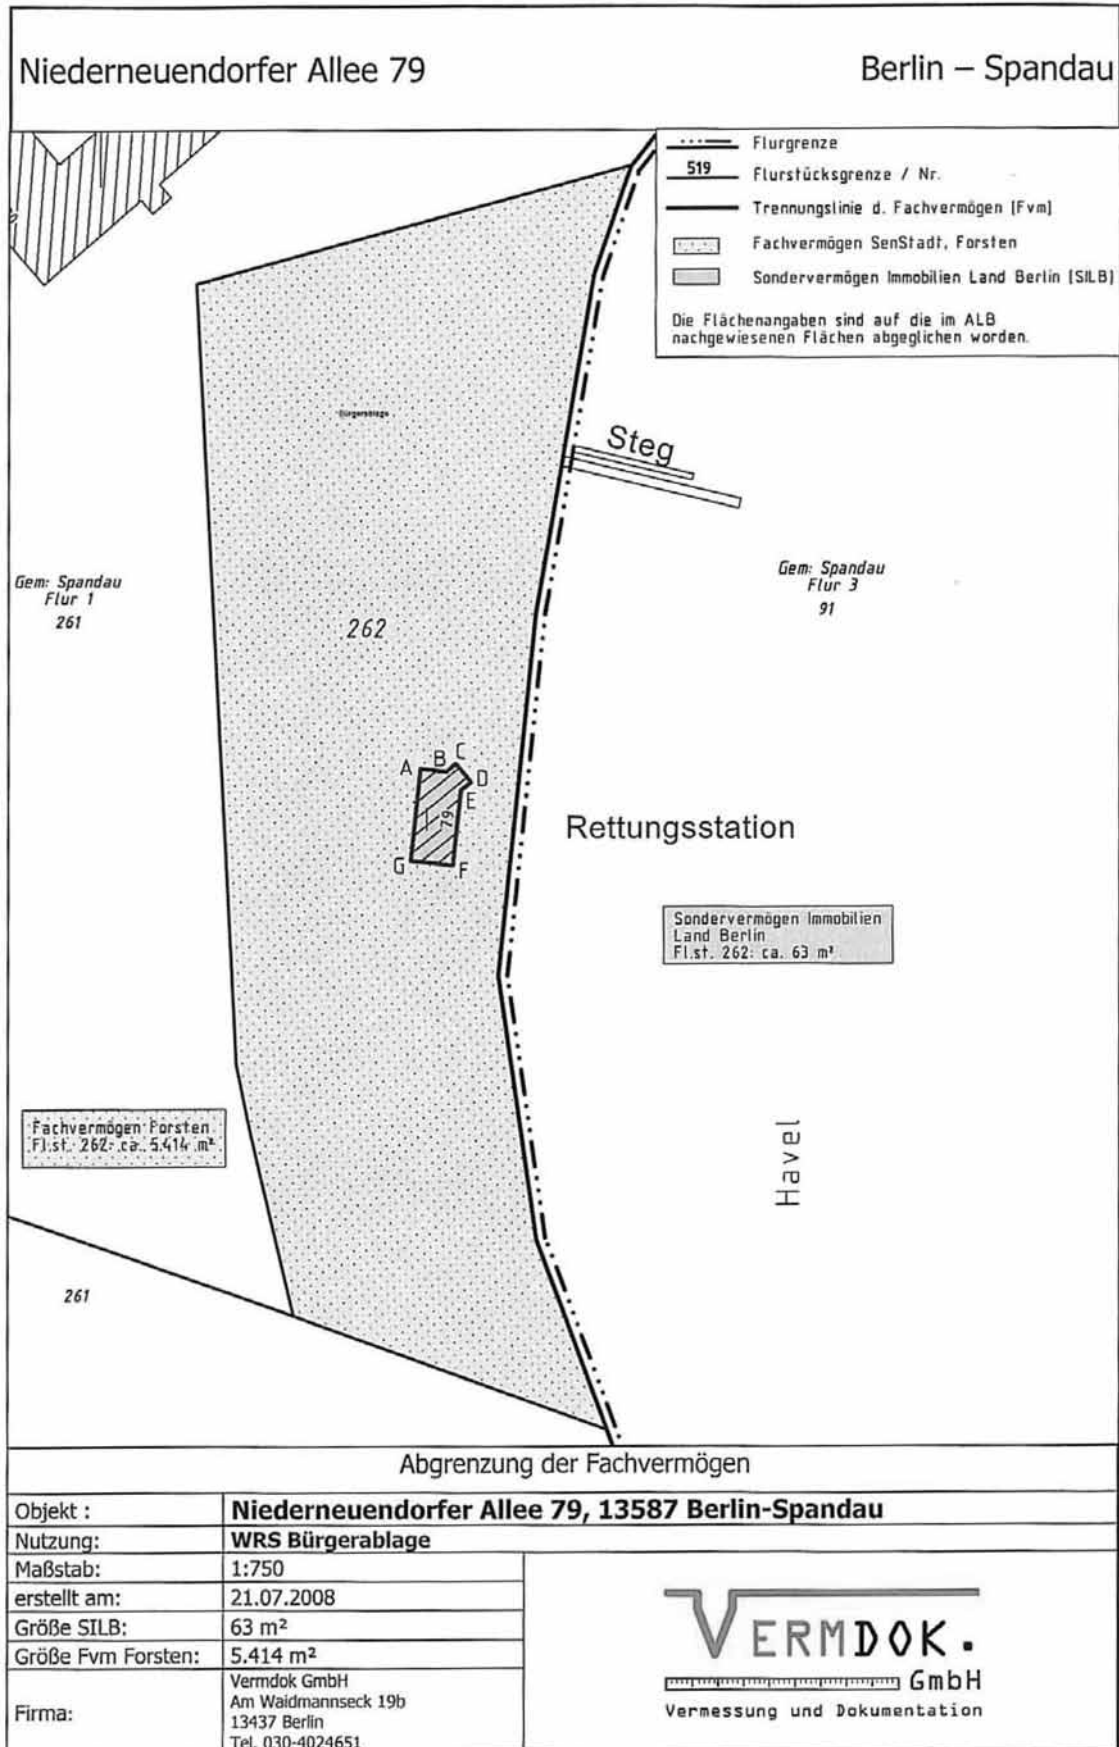 Niederneuendorfer Allee 79
Berlin – Spandau
Flurgrenze
519 Flurstücksgrenze / Nr.
Trennungslinie d. Fachvermögen (Fvm)
Fachvermögen SenStadt, Forsten
Sondervermögen Immobilien Land Berlin (SILB)
Die Flächenangaben sind auf die im ALB
nachgewiesenen Flächen abgeglichen worden.
Bürgerablage
Steg
Gem: Spandau
Flur 1
261
Gem: Spandau
Flur 3
91
262
A
B
C
D
E
F
G
79
Rettungsstation
Sondervermögen Immobilien
Land Berlin
Fl.st. 262: ca. 63 m²
Fachvermögen Forsten
Fl.st. 262: ca. 5.414 m²
Havel
261
Abgrenzung der Fachvermögen
Objekt : Niederneuendorfer Allee 79, 13587 Berlin-Spandau
Nutzung: WRS Bürgerablage
Maßstab: 1:750
erstellt am: 21.07.2008
Größe SILB: 63 m²
Größe Fvm Forsten: 5.414 m²
Firma: Vermdok GmbH
Am Waidmannseck 19b
13437 Berlin
Tel. 030-4024651
VERMDOK.
GmbH
Vermessung und Dokumentation